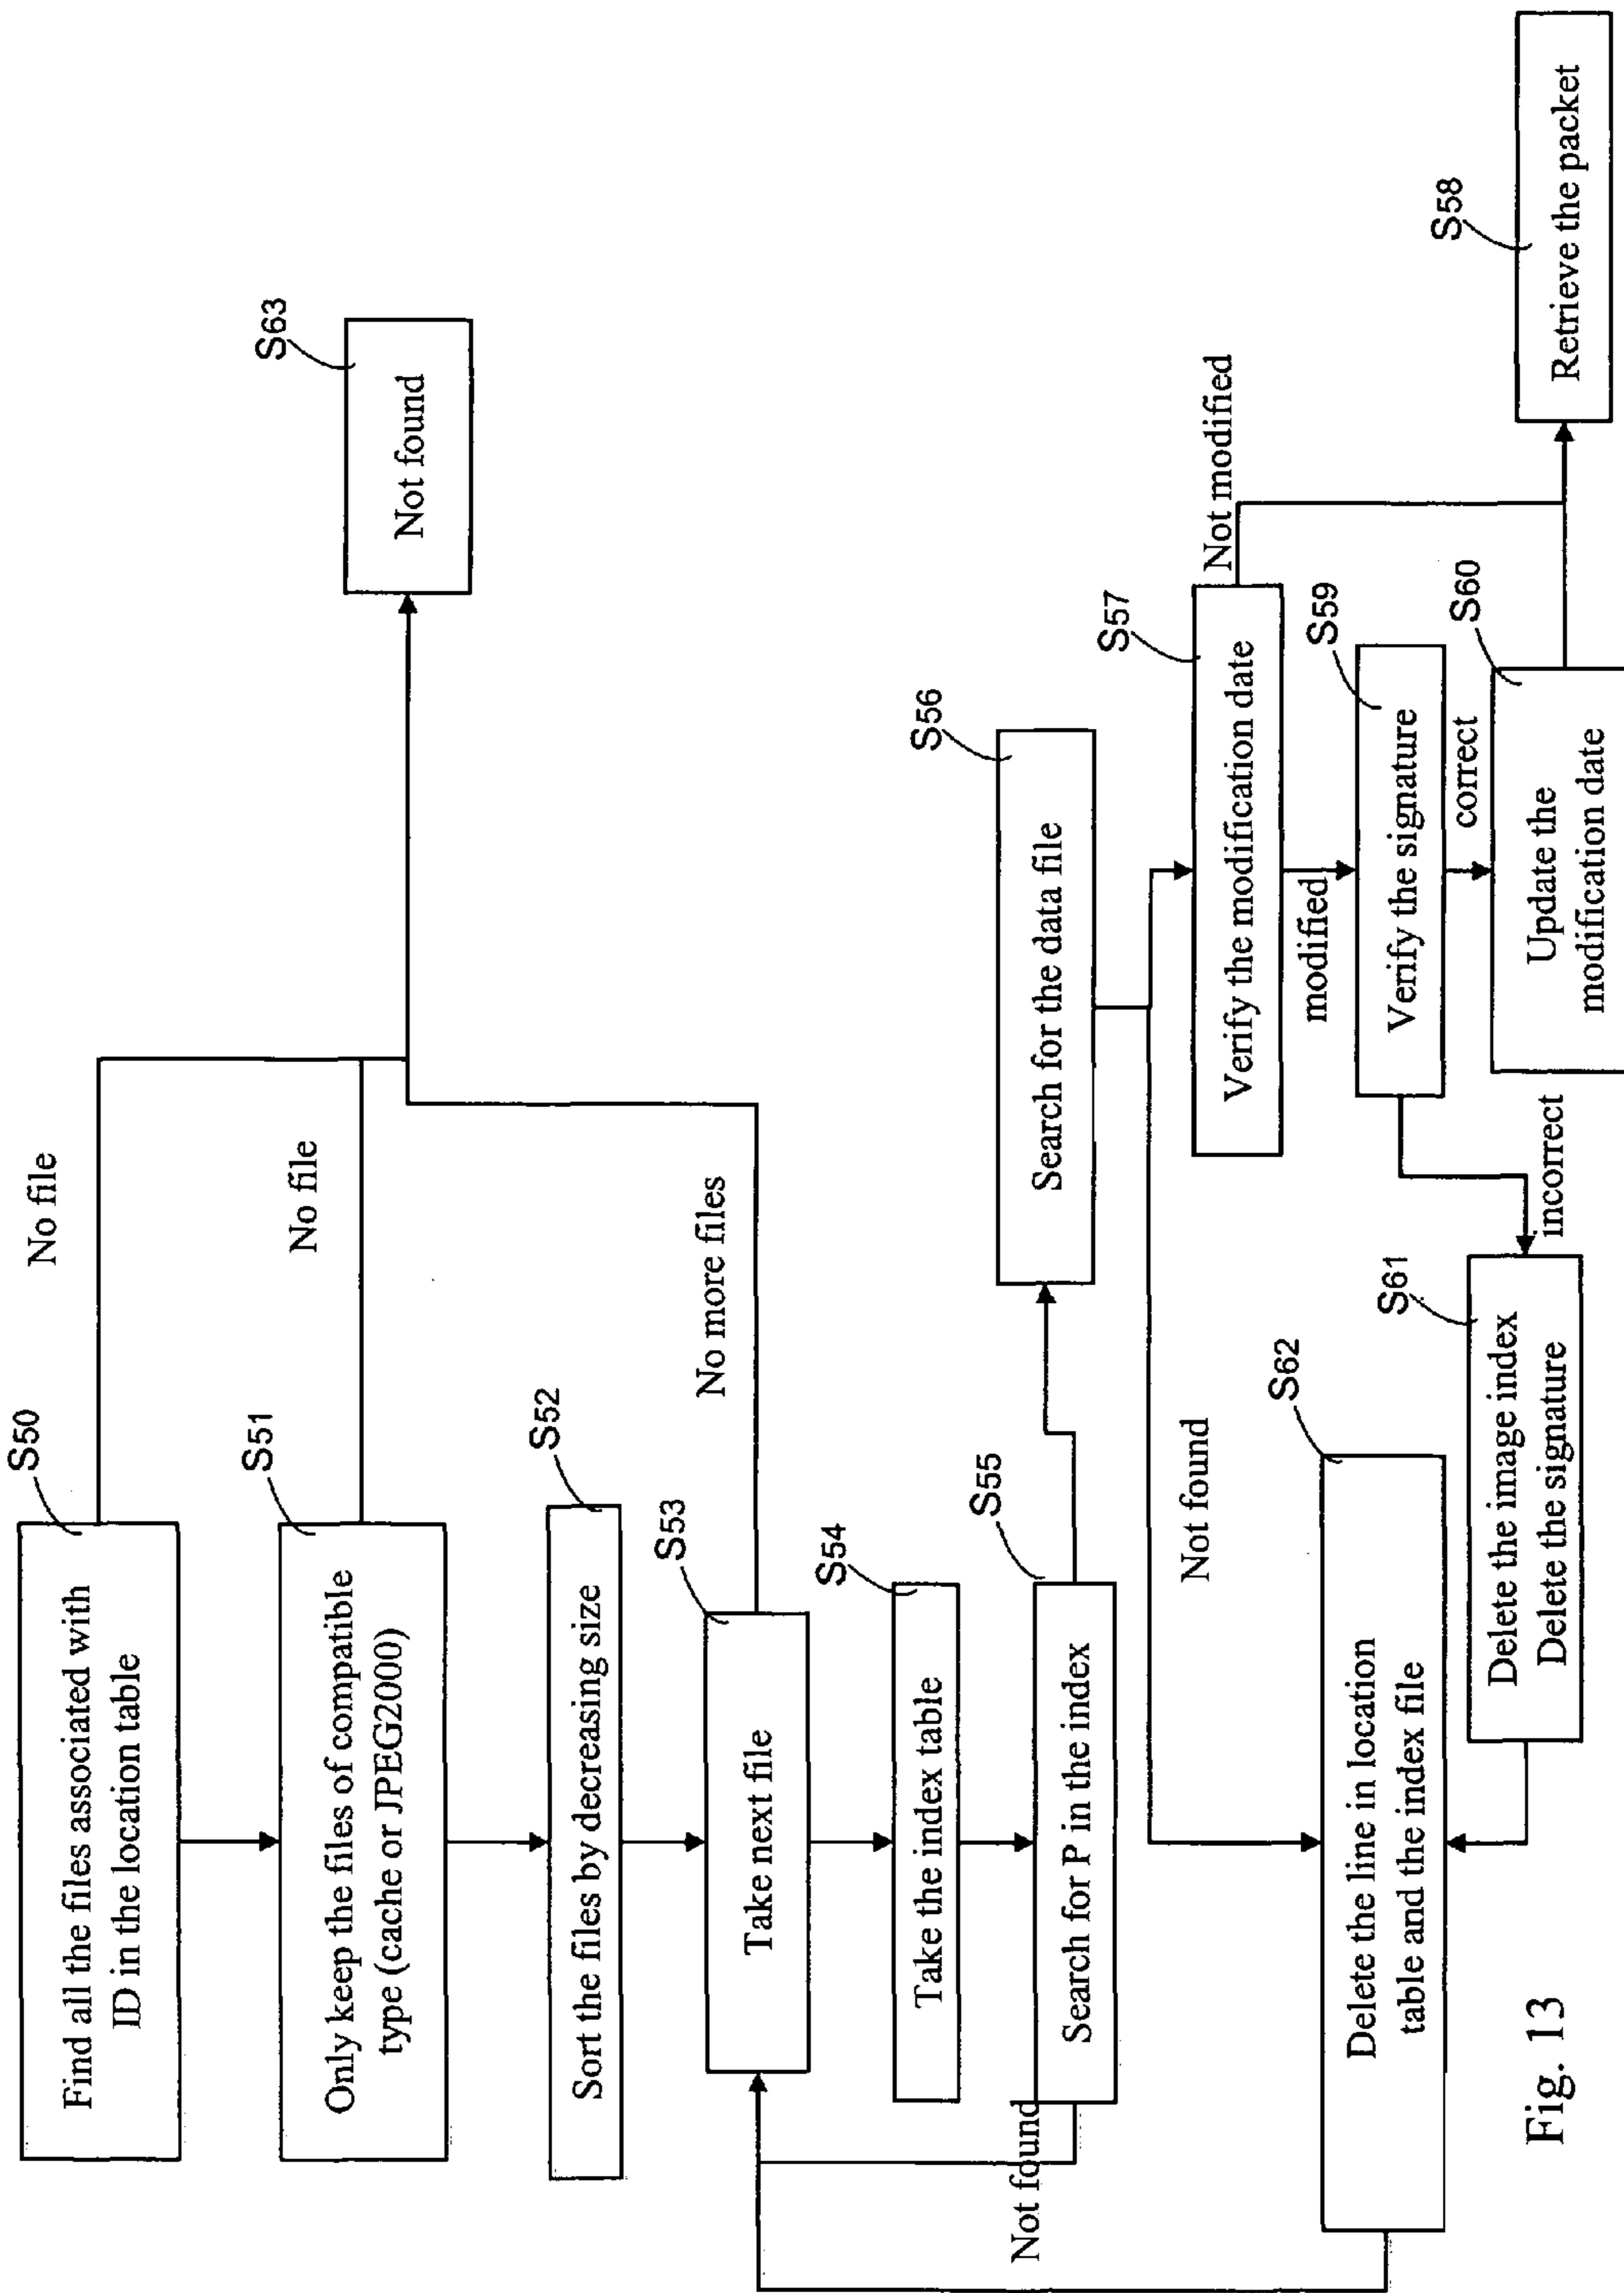 S50
Find all the files associated with
ID in the location table
No file
S51
Only keep the files of compatible
type (cache or JPEG2000)
No file
S63
Not found
S52
Sort the files by decreasing size
S53
Take next file
No more files
S54
Take the index table
S55
Search for P in the index
Not found
S56
Search for the data file
Not found
S57
Verify the modification date
Not modified
modified
S58
Retrieve the packet
S59
Verify the signature
correct
incorrect
S60
Update the
modification date
S61
Delete the image index
Delete the signature
S62
Delete the line in location
table and the index file
Fig. 13